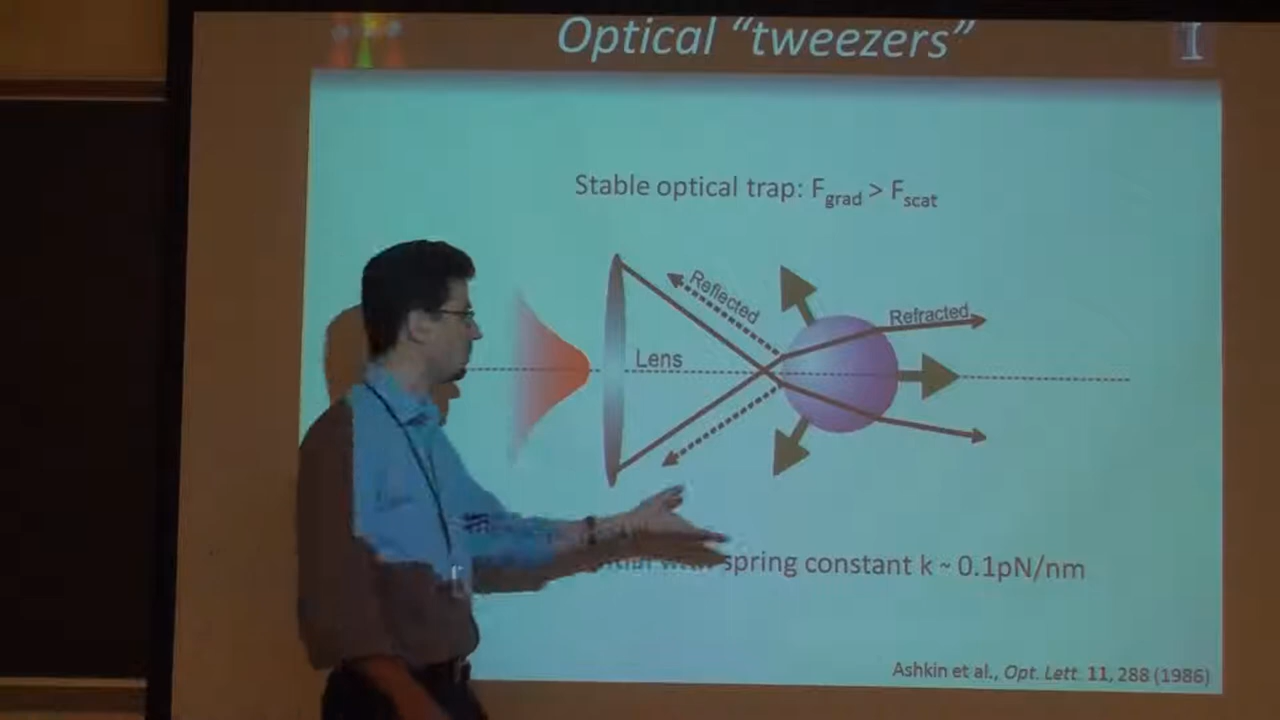 Optical “tweezers”
I
Stable optical trap: Fgrad > Fscat
Reflected
Refracted
Lens
spring constant k ~ 0.1pN/nm
Ashkin et al., Opt. Lett. 11, 288 (1986)